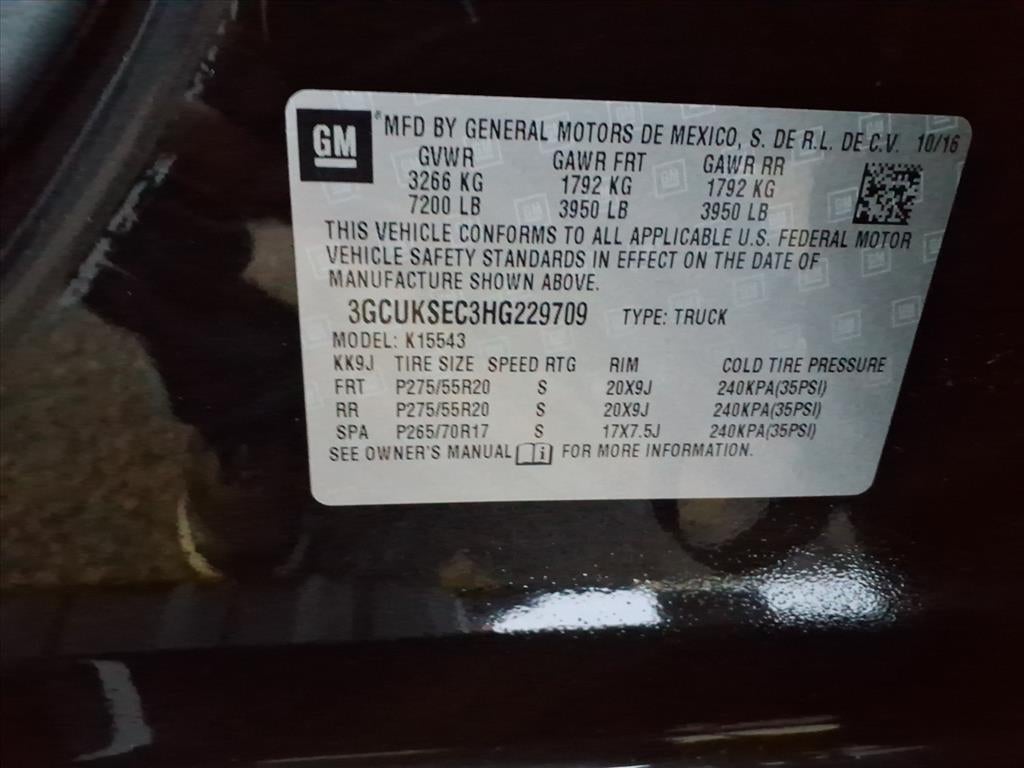 GM ® MFD BY GENERAL MOTORS DE MEXICO, S. DE R.L. DE C.V. 10/16
GVWR GAWR FRT GAWR RR
3266 KG 1792 KG 1792 KG
7200 LB 3950 LB 3950 LB
THIS VEHICLE CONFORMS TO ALL APPLICABLE U.S. FEDERAL MOTOR
VEHICLE SAFETY STANDARDS IN EFFECT ON THE DATE OF
MANUFACTURE SHOWN ABOVE.
3GCUKSEC3HG229709 TYPE: TRUCK
MODEL: K15543
KK9J TIRE SIZE SPEED RTG RIM COLD TIRE PRESSURE
FRT P275/55R20 S 20X9J 240KPA(35PSI)
RR P275/55R20 S 20X9J 240KPA(35PSI)
SPA P265/70R17 S 17X7.5J 240KPA(35PSI)
SEE OWNER'S MANUAL i FOR MORE INFORMATION.